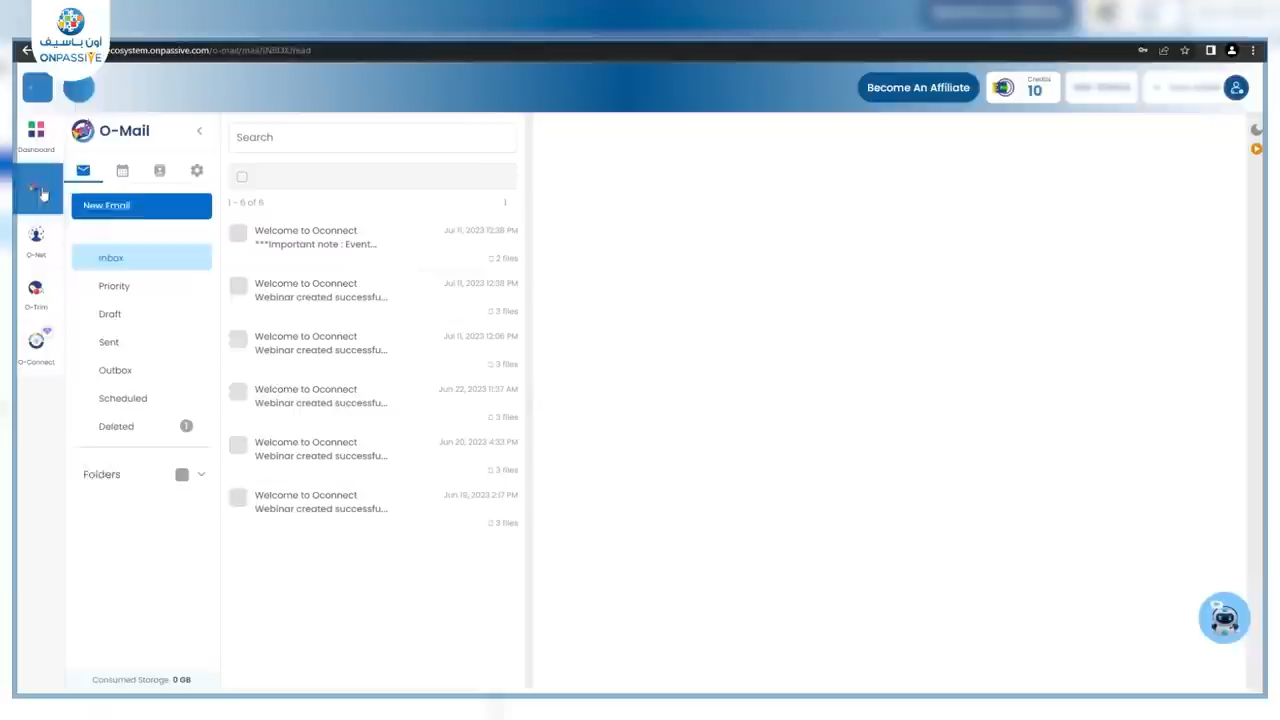 أون باسيف
ONPASSIVE
ecosystem.onpassive.com/o-mail/mail/INBOX/read
Become An Affiliate
Credits
10
Dashboard
O-Net
O-Trim
O-Connect
O-Mail
New Email
Inbox
Priority
Draft
Sent
Outbox
Scheduled
Deleted 1
Folders
Consumed Storage 0 GB
Search
1 - 6 of 6 1
Welcome to Oconnect Jul 11, 2023 12:38 PM
***Important note : Event...
2 files
Welcome to Oconnect Jul 11, 2023 12:38 PM
Webinar created successfu...
3 files
Welcome to Oconnect Jul 11, 2023 12:06 PM
Webinar created successfu...
3 files
Welcome to Oconnect Jun 22, 2023 11:37 AM
Webinar created successfu...
3 files
Welcome to Oconnect Jun 20, 2023 4:33 PM
Webinar created successfu...
3 files
Welcome to Oconnect Jun 19, 2023 2:17 PM
Webinar created successfu...
3 files